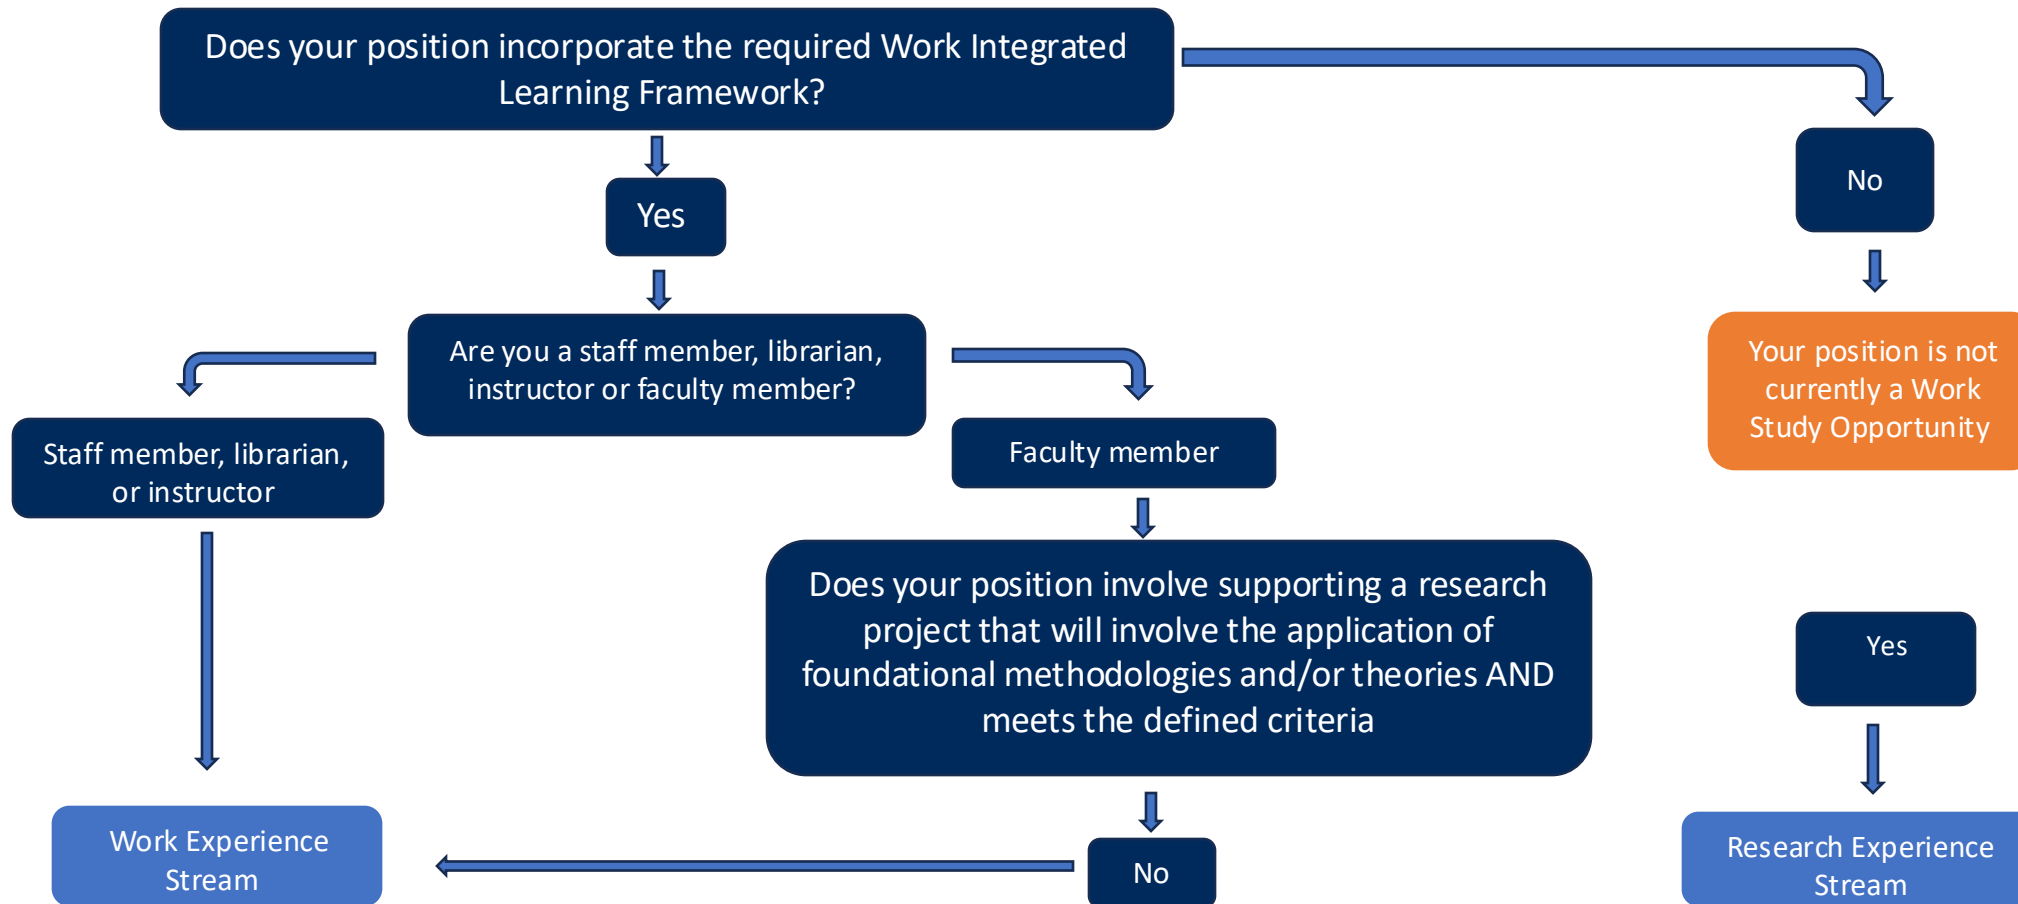 Does your position incorporate the required Work Integrated
Learning Framework?
No
Yes
Are you a staff member, librarian,
instructor or faculty member?
Your position is not
currently a Work
Study Opportunity
Staff member, librarian,
or instructor
Faculty member
Does your position involve supporting a research
project that will involve the application of
foundational methodologies and/or theories AND
meets the defined criteria
Yes
Work Experience
Stream
No
Research Experience
Stream